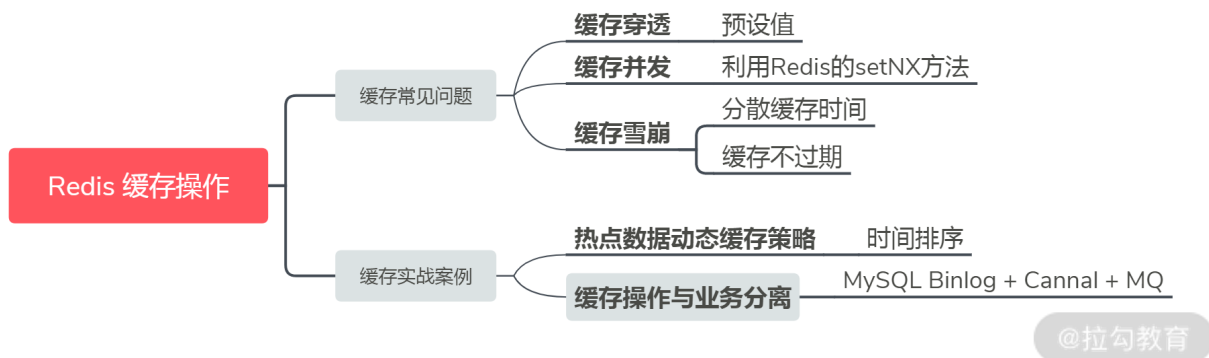 Redis 缓存操作
缓存常见问题
缓存穿透
预设值
缓存并发
利用Redis的setNX方法
缓存雪崩
分散缓存时间
缓存不过期
缓存实战案例
热点数据动态缓存策略
时间排序
缓存操作与业务分离
MySQL Binlog + Cannal + MQ
@拉勾教育